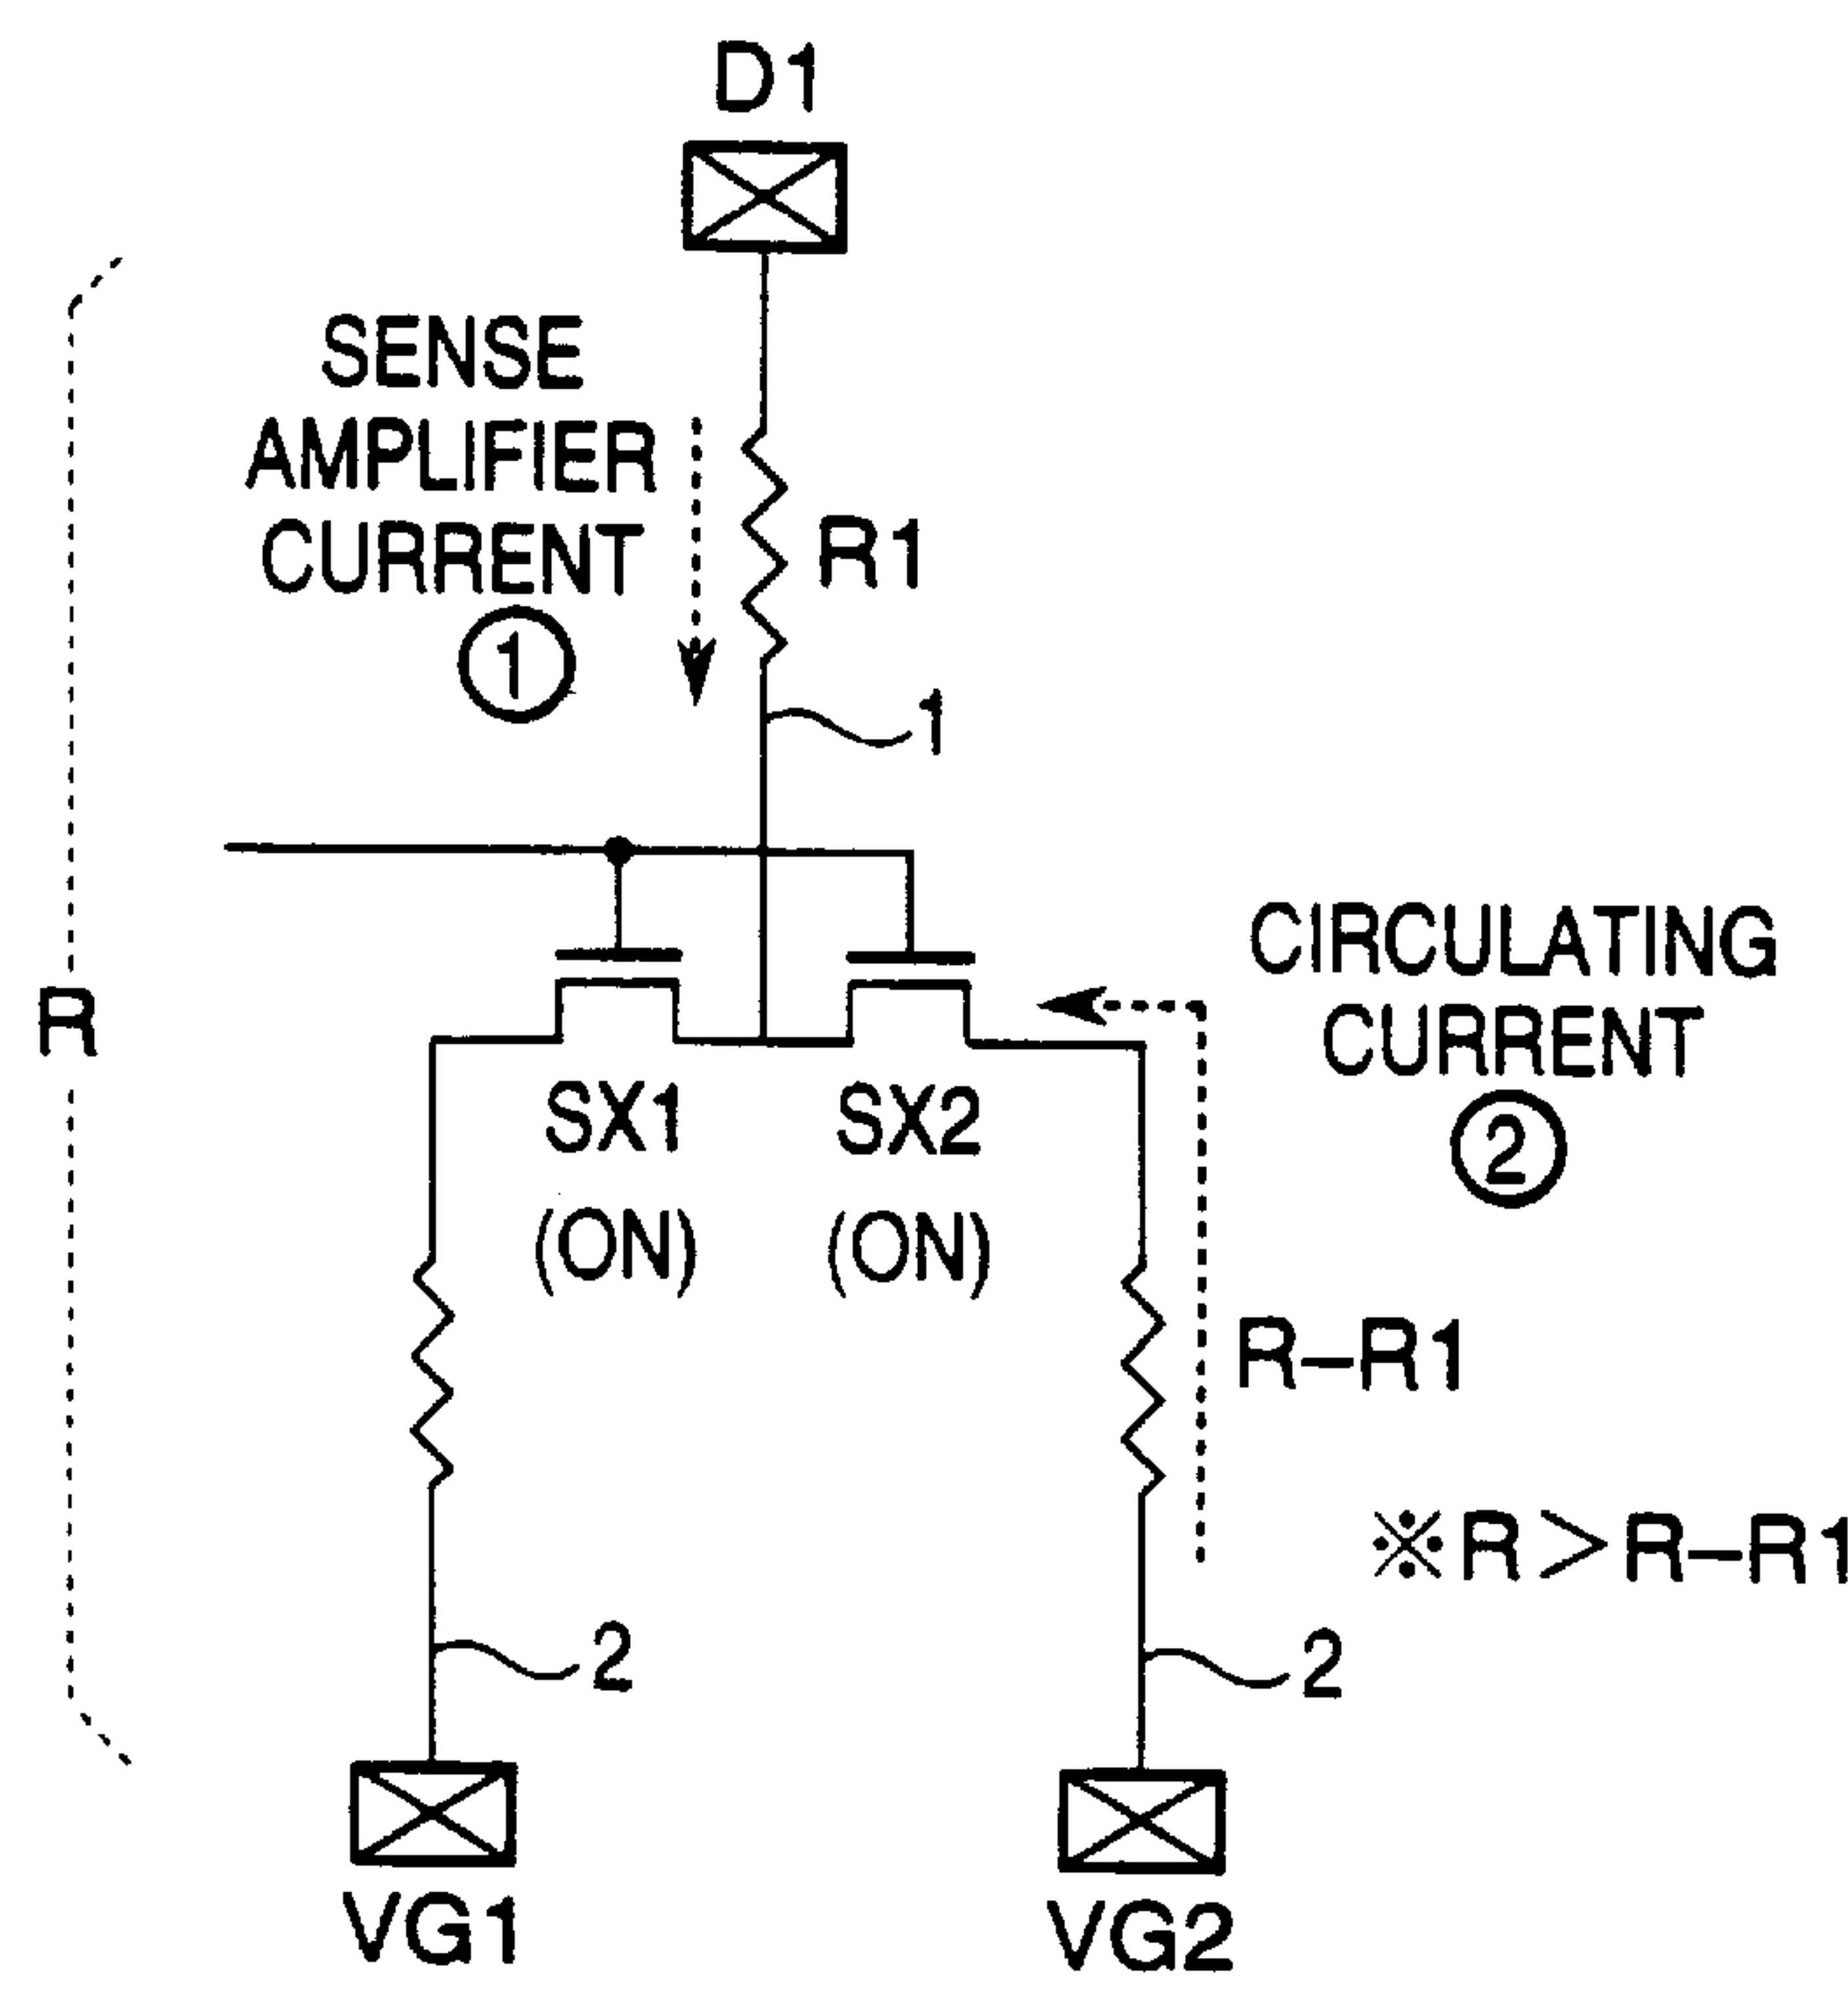 D1
SENSE
AMPLIFIER
CURRENT
①
R1
1
R
CIRCULATING
CURRENT
②
SX1
(ON)
SX2
(ON)
R-R1
※R>R-R1
2
2
VG1
VG2